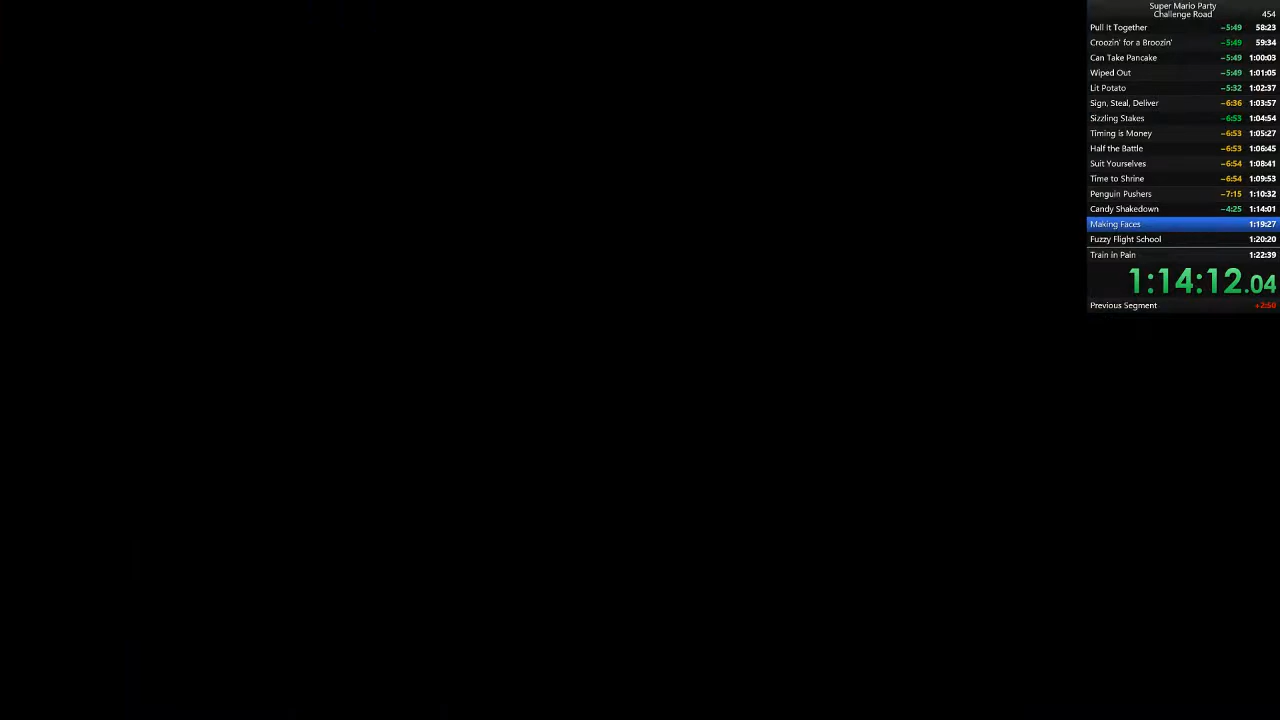 Super Mario Party
Challenge Road 454
Pull It Together −5:49 58:23
Croozin' for a Broozin' −5:49 59:34
Can Take Pancake −5:49 1:00:03
Wiped Out −5:49 1:01:05
Lit Potato −5:32 1:02:37
Sign, Steal, Deliver −6:36 1:03:57
Sizzling Stakes −6:53 1:04:54
Timing is Money −6:53 1:05:27
Half the Battle −6:53 1:06:45
Suit Yourselves −6:54 1:08:41
Time to Shrine −6:54 1:09:53
Penguin Pushers −7:15 1:10:32
Candy Shakedown −4:25 1:14:01
Making Faces 1:19:27
Fuzzy Flight School 1:20:20
Train in Pain 1:22:39
1:14:12.04
Previous Segment +2:50